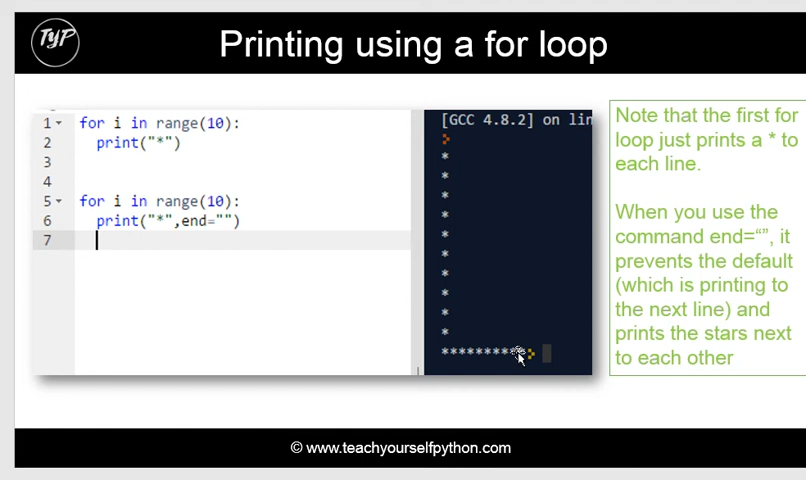 TYP
Printing using a for loop
1 for i in range(10):
2 print("*")
3
4
5 for i in range(10):
6 print("*",end="")
7
[GCC 4.8.2] on lin
*
*
*
*
*
*
*
*
*
*
**********
Note that the first for
loop just prints a * to
each line.
When you use the
command end=“”, it
prevents the default
(which is printing to
the next line) and
prints the stars next
to each other
© www.teachyourselfpython.com